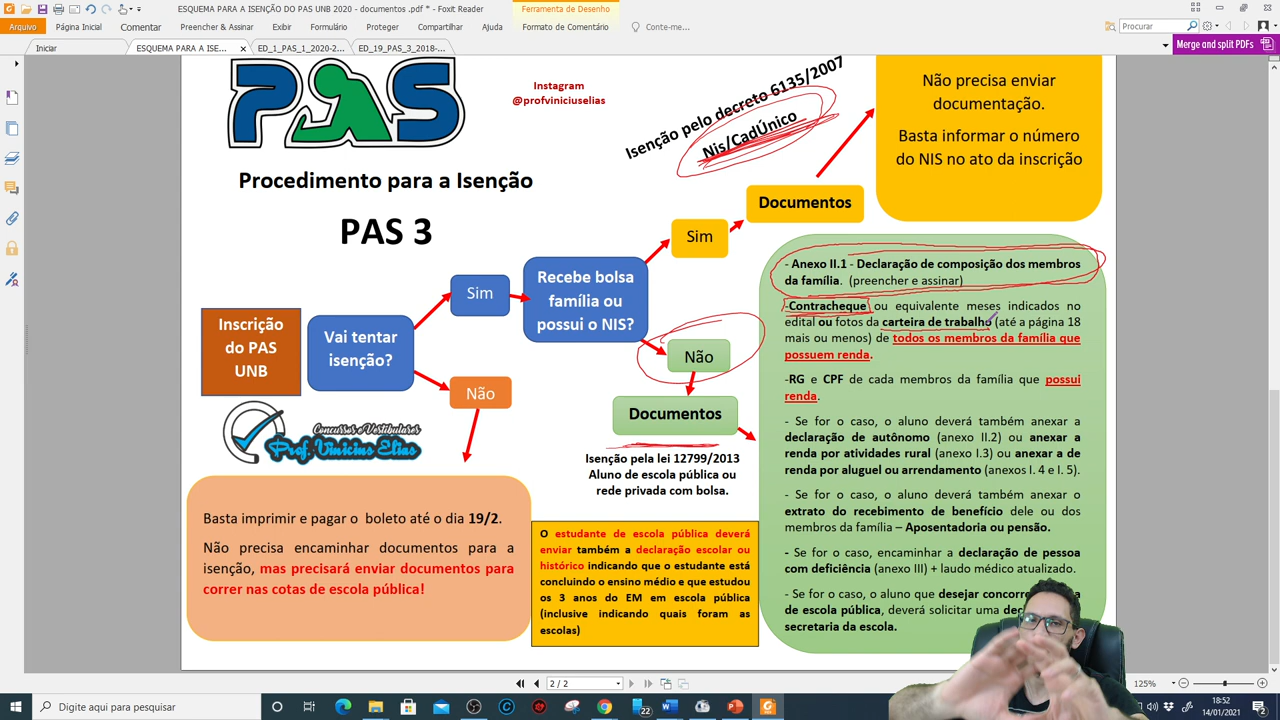 ESQUEMA PARA A ISENÇÃO DO PAS UNB 2020 - documentos .pdf * - Foxit Reader
Ferramenta de Desenho
Arquivo
Página Inicial
Comentar
Preencher & Assinar
Exibir
Formulário
Proteger
Compartilhar
Ajuda
Formato de Comentário
Conte-me...
Procurar
Iniciar
ESQUEMA PARA A ISE...
ED_1_PAS_1_2020-2...
ED_19_PAS_3_2018-...
Merge and split PDFs
PAS
Instagram
@profviniciuselias
Isenção pelo decreto 6135/2007
Nis/CadÚnico
Não precisa enviar
documentação.
Basta informar o número
do NIS no ato da inscrição
Procedimento para a Isenção
PAS 3
Documentos
Sim
Recebe bolsa
família ou
possui o NIS?
Sim
Inscrição
do PAS
UNB
Vai tentar
isenção?
Não
Não
Documentos
Concursos e Vestibulares
Prof. Vinicius Elias
Isenção pela lei 12799/2013
Aluno de escola pública ou
rede privada com bolsa.
- Anexo II.1 - Declaração de composição dos membros
da família. (preencher e assinar)
-Contracheque ou equivalente meses indicados no
edital ou fotos da carteira de trabalho (até a página 18
mais ou menos) de todos os membros da família que
possuem renda.
-RG e CPF de cada membros da família que possui
renda.
- Se for o caso, o aluno deverá também anexar a
declaração de autônomo (anexo II.2) ou anexar a
renda por atividades rural (anexo I.3) ou anexar a de
renda por aluguel ou arrendamento (anexos I. 4 e I. 5).
- Se for o caso, o aluno deverá também anexar o
extrato do recebimento de benefício dele ou dos
membros da família – Aposentadoria ou pensão.
- Se for o caso, encaminhar a declaração de pessoa
com deficiência (anexo III) + laudo médico atualizado.
- Se for o caso, o aluno que desejar
de escola pública, deverá solicitar uma
secretaria da escola.
Basta imprimir e pagar o boleto até o dia 19/2.
Não precisa encaminhar documentos para a
isenção, mas precisará enviar documentos para
correr nas cotas de escola pública!
O estudante de escola pública deverá
enviar também a declaração escolar ou
histórico indicando que o estudante está
concluindo o ensino médio e que estudou
os 3 anos do EM em escola pública
(inclusive indicando quais foram as
escolas)
2 / 2
125%
Digite aqui para pesquisar
22
18:52
14/01/2021
2